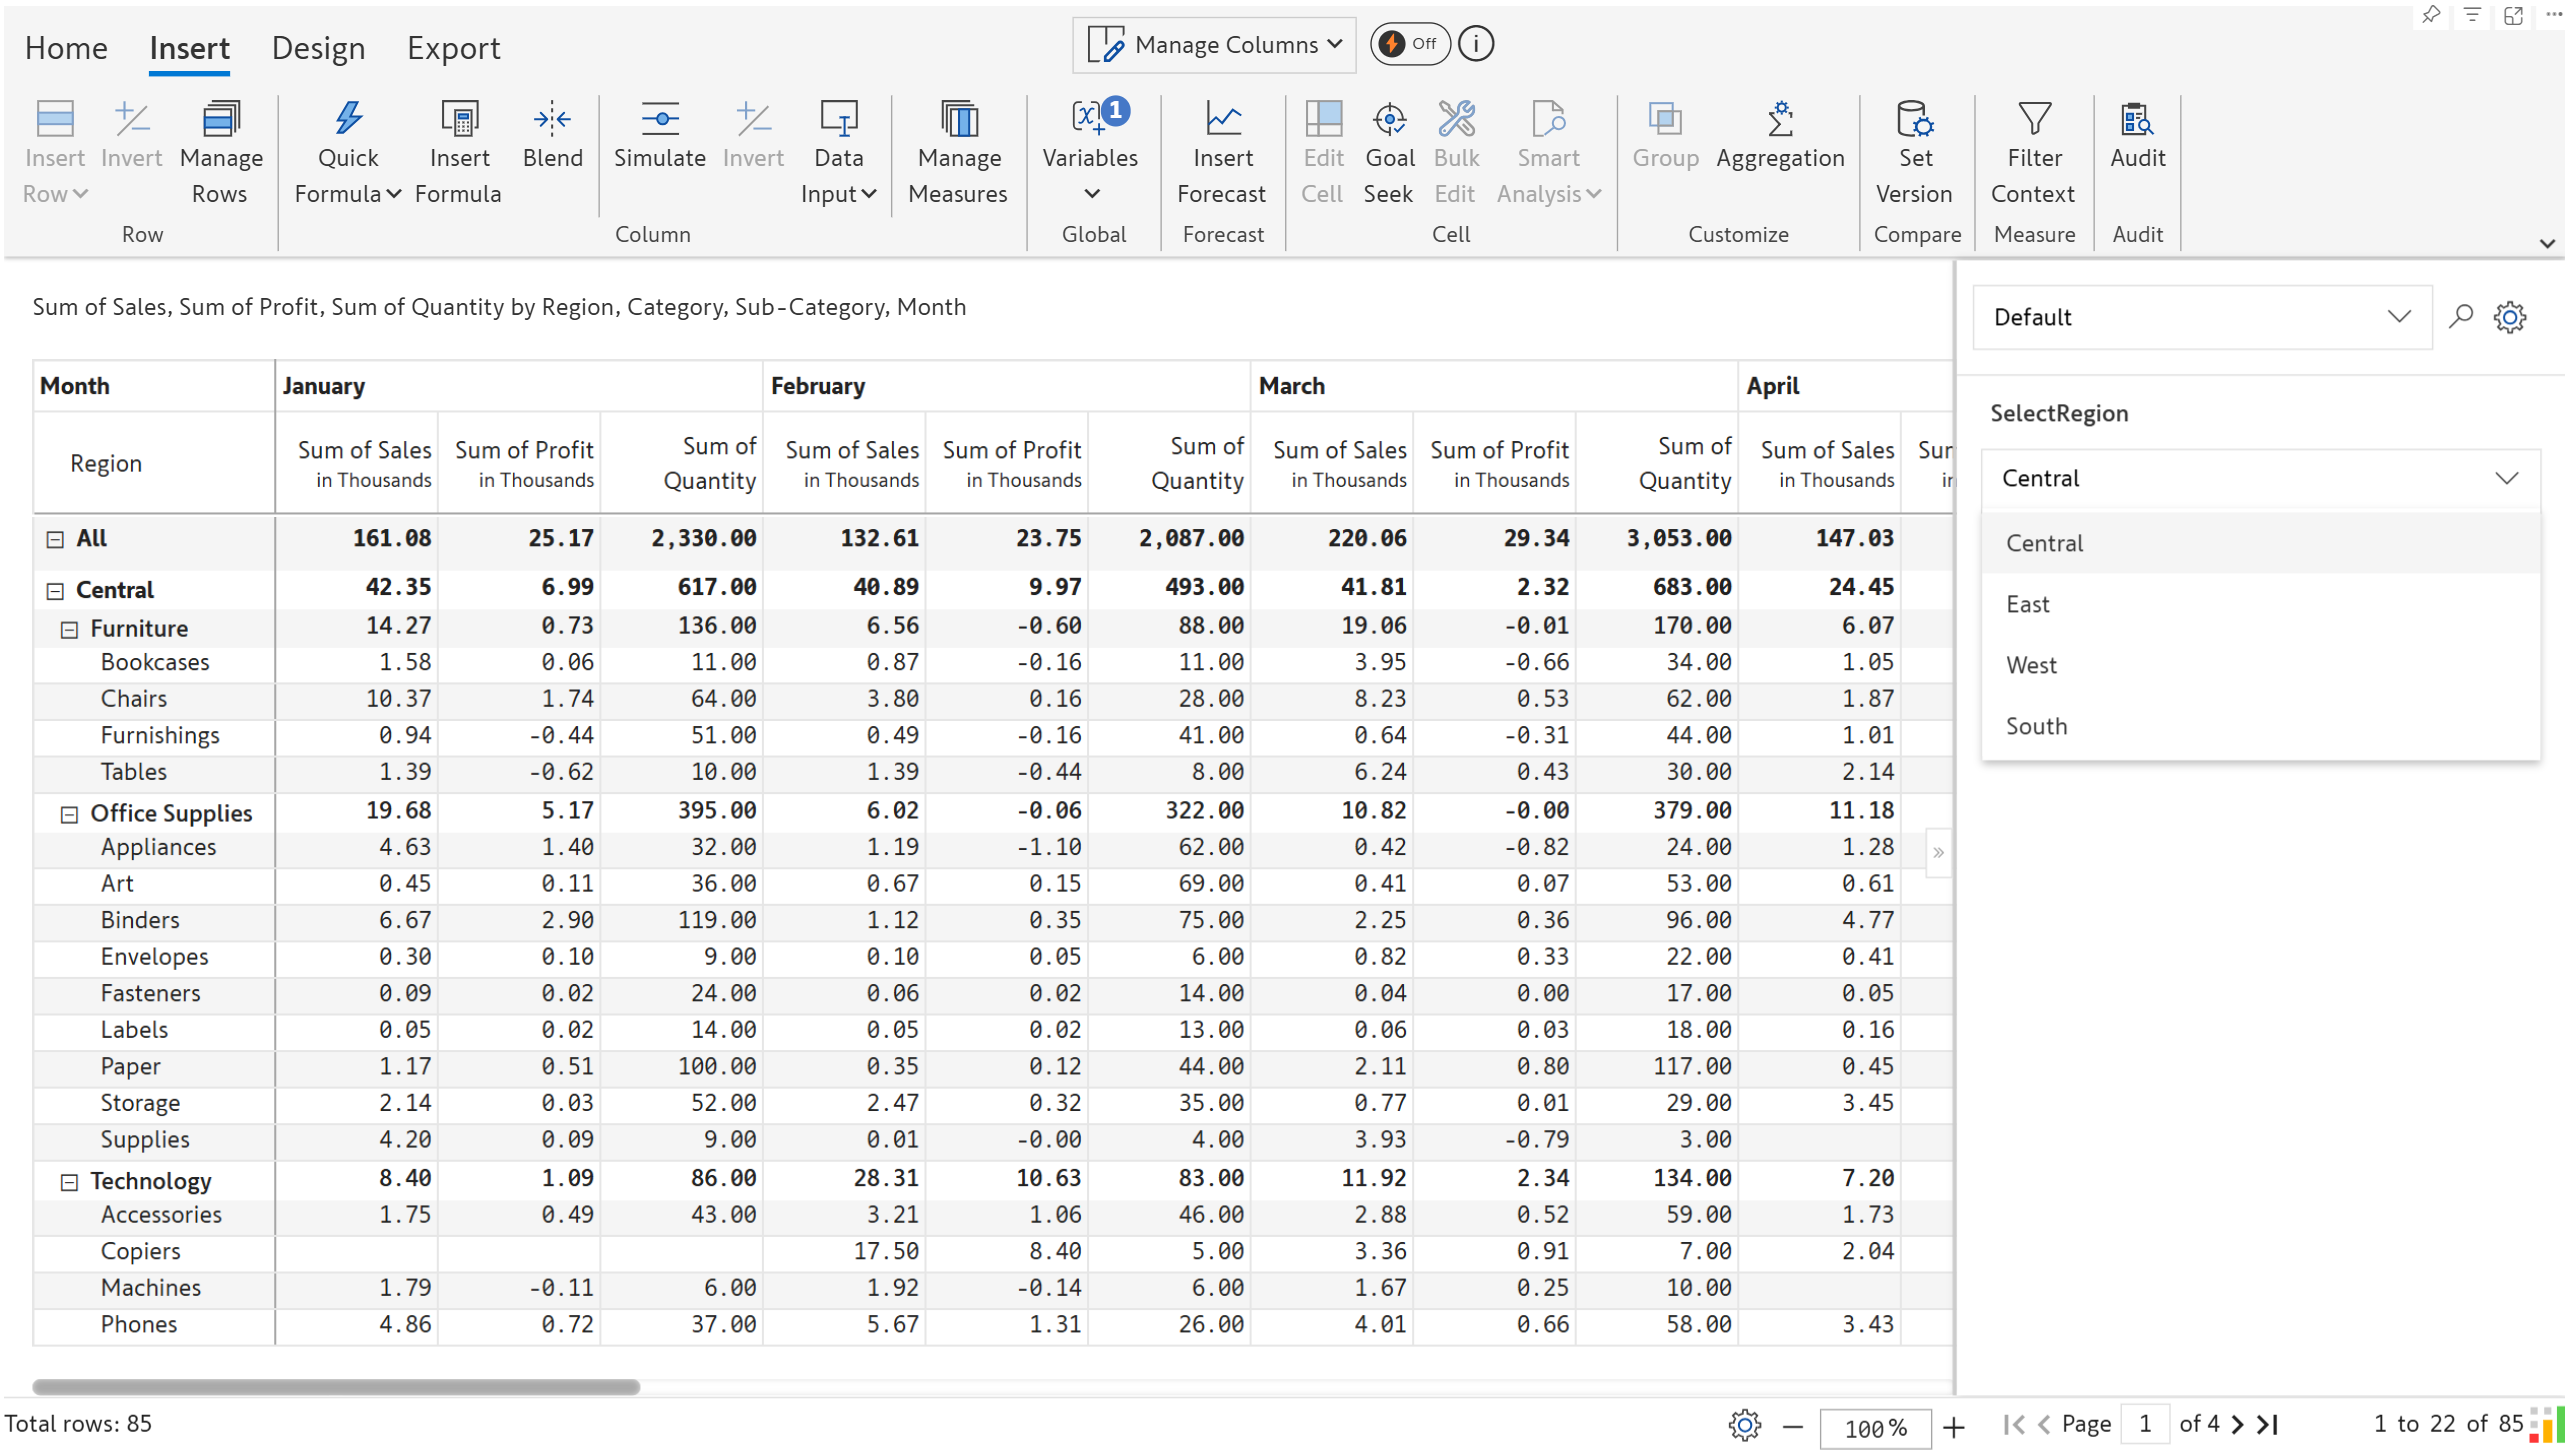 Home Insert Design Export Manage Columns Off i
Insert Row Invert Manage Rows Quick Formula Insert Formula Blend Simulate Invert Data Input Manage Measures Variables 1 Insert Forecast Edit Cell Goal Seek Bulk Edit Smart Analysis Group Aggregation Set Version Filter Context Audit
Row Column Global Forecast Cell Customize Compare Measure Audit
Sum of Sales, Sum of Profit, Sum of Quantity by Region, Category, Sub-Category, Month
Month January February March April
Region Sum of Sales in Thousands Sum of Profit in Thousands Sum of Quantity Sum of Sales in Thousands Sum of Profit in Thousands Sum of Quantity Sum of Sales in Thousands Sum of Profit in Thousands Sum of Quantity Sum of Sales in Thousands
All 161.08 25.17 2,330.00 132.61 23.75 2,087.00 220.06 29.34 3,053.00 147.03
Central 42.35 6.99 617.00 40.89 9.97 493.00 41.81 2.32 683.00 24.45
Furniture 14.27 0.73 136.00 6.56 -0.60 88.00 19.06 -0.01 170.00 6.07
Bookcases 1.58 0.06 11.00 0.87 -0.16 11.00 3.95 -0.66 34.00 1.05
Chairs 10.37 1.74 64.00 3.80 0.16 28.00 8.23 0.53 62.00 1.87
Furnishings 0.94 -0.44 51.00 0.49 -0.16 41.00 0.64 -0.31 44.00 1.01
Tables 1.39 -0.62 10.00 1.39 -0.44 8.00 6.24 0.43 30.00 2.14
Office Supplies 19.68 5.17 395.00 6.02 -0.06 322.00 10.82 -0.00 379.00 11.18
Appliances 4.63 1.40 32.00 1.19 -1.10 62.00 0.42 -0.82 24.00 1.28
Art 0.45 0.11 36.00 0.67 0.15 69.00 0.41 0.07 53.00 0.61
Binders 6.67 2.90 119.00 1.12 0.35 75.00 2.25 0.36 96.00 4.77
Envelopes 0.30 0.10 9.00 0.10 0.05 6.00 0.82 0.33 22.00 0.41
Fasteners 0.09 0.02 24.00 0.06 0.02 14.00 0.04 0.00 17.00 0.05
Labels 0.05 0.02 14.00 0.05 0.02 13.00 0.06 0.03 18.00 0.16
Paper 1.17 0.51 100.00 0.35 0.12 44.00 2.11 0.80 117.00 0.45
Storage 2.14 0.03 52.00 2.47 0.32 35.00 0.77 0.01 29.00 3.45
Supplies 4.20 0.09 9.00 0.01 -0.00 4.00 3.93 -0.79 3.00
Technology 8.40 1.09 86.00 28.31 10.63 83.00 11.92 2.34 134.00 7.20
Accessories 1.75 0.49 43.00 3.21 1.06 46.00 2.88 0.52 59.00 1.73
Copiers 17.50 8.40 5.00 3.36 0.91 7.00 2.04
Machines 1.79 -0.11 6.00 1.92 -0.14 6.00 1.67 0.25 10.00
Phones 4.86 0.72 37.00 5.67 1.31 26.00 4.01 0.66 58.00 3.43
Default
SelectRegion
Central
Central
East
West
South
Total rows: 85 100% Page 1 of 4 1 to 22 of 85